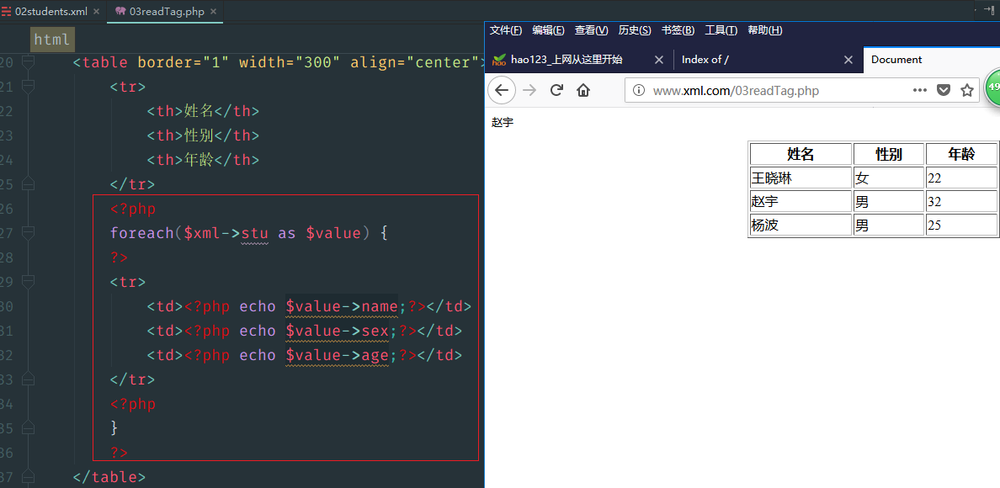 02students.xml
03readTag.php
html
20 <table border="1" width="300" align="center">
21 <tr>
22 <th>姓名</th>
23 <th>性别</th>
24 <th>年龄</th>
25 </tr>
26 <?php
27 foreach($xml->stu as $value) {
28 ?>
29 <tr>
30 <td><?php echo $value->name;?></td>
31 <td><?php echo $value->sex;?></td>
32 <td><?php echo $value->age;?></td>
33 </tr>
34 <?php
35 }
36 ?>
37 </table>
文件(F) 编辑(E) 查看(V) 历史(S) 书签(B) 工具(T) 帮助(H)
hao
hao123_上网从这里开始
Index of /
Document
www.xml.com/03readTag.php
49
赵宇
姓名 性别 年龄
王晓琳 女 22
赵宇 男 32
杨波 男 25